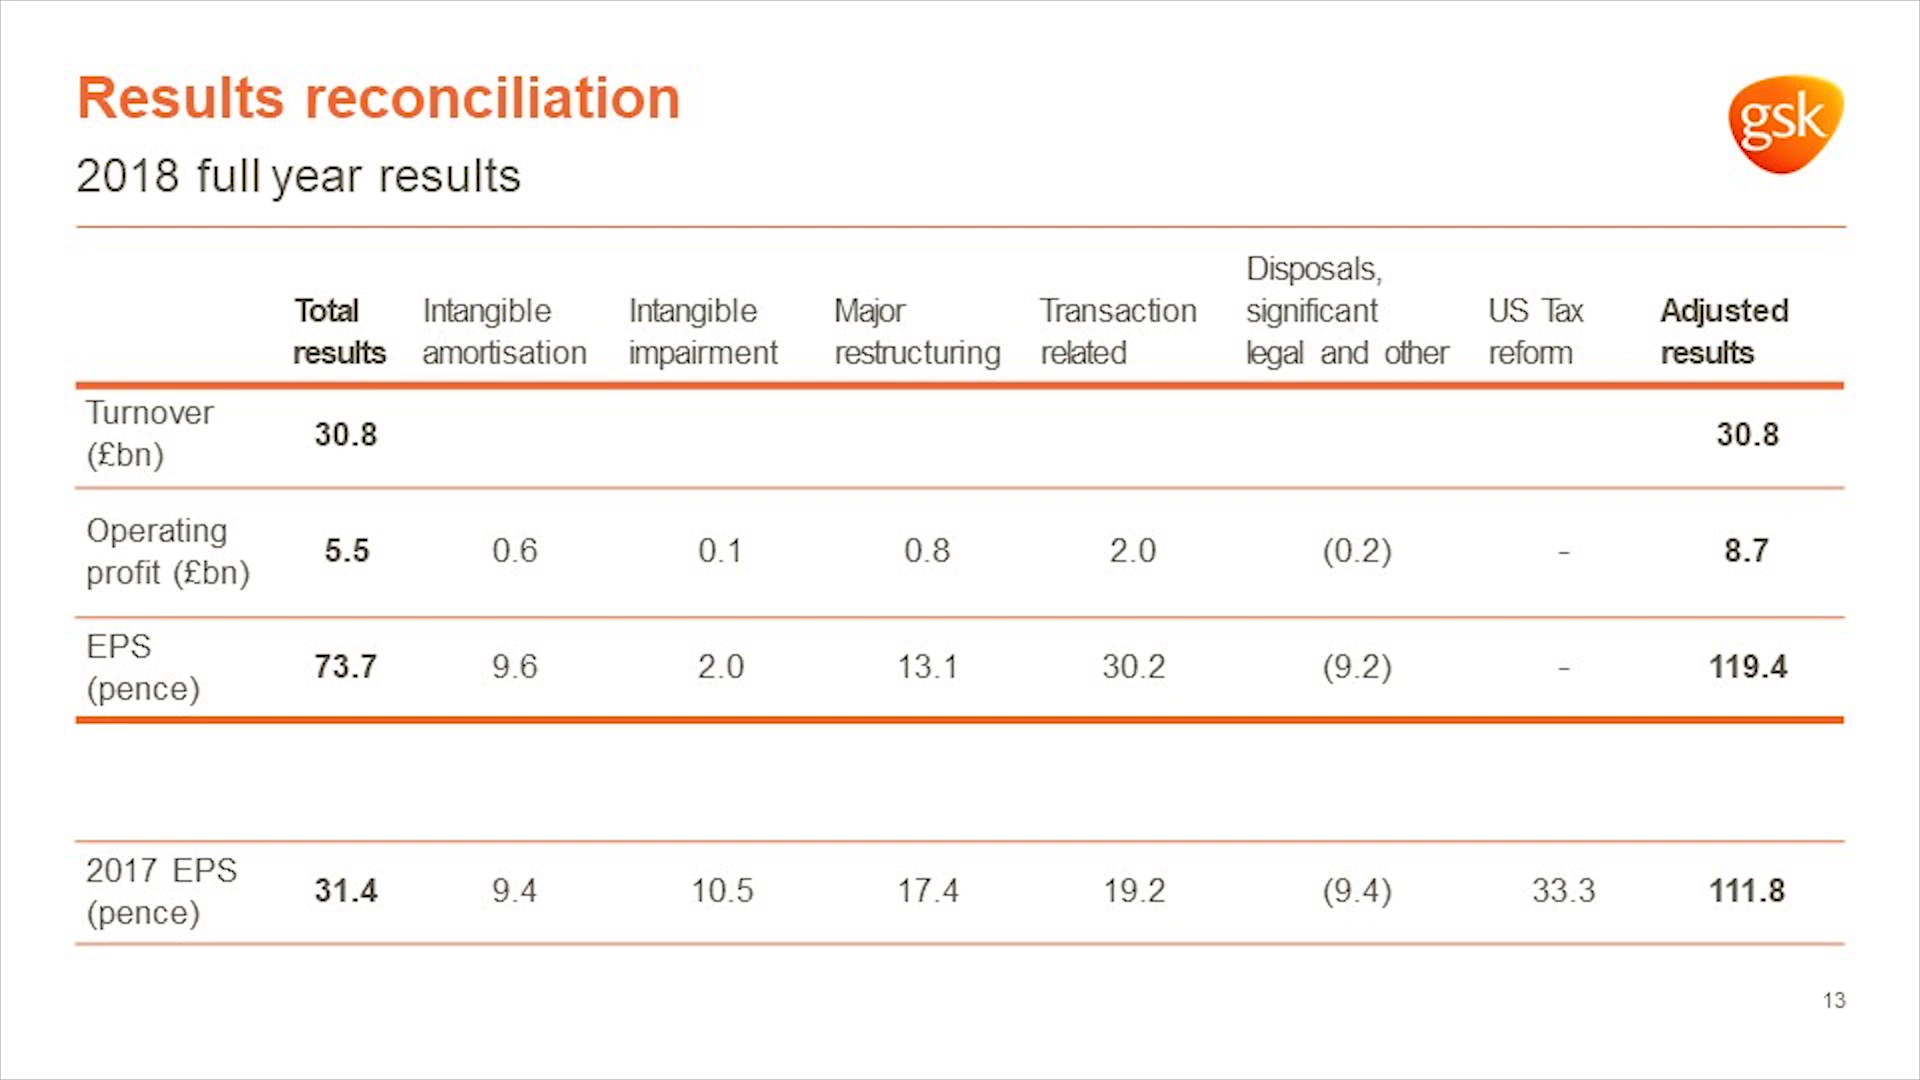 Results reconciliation
gsk
2018 full year results
Total results Intangible amortisation Intangible impairment Major restructuring Transaction related Disposals, significant legal and other US Tax reform Adjusted results
Turnover (£bn) 30.8 30.8
Operating profit (£bn) 5.5 0.6 0.1 0.8 2.0 (0.2) - 8.7
EPS (pence) 73.7 9.6 2.0 13.1 30.2 (9.2) - 119.4
2017 EPS (pence) 31.4 9.4 10.5 17.4 19.2 (9.4) 33.3 111.8
13